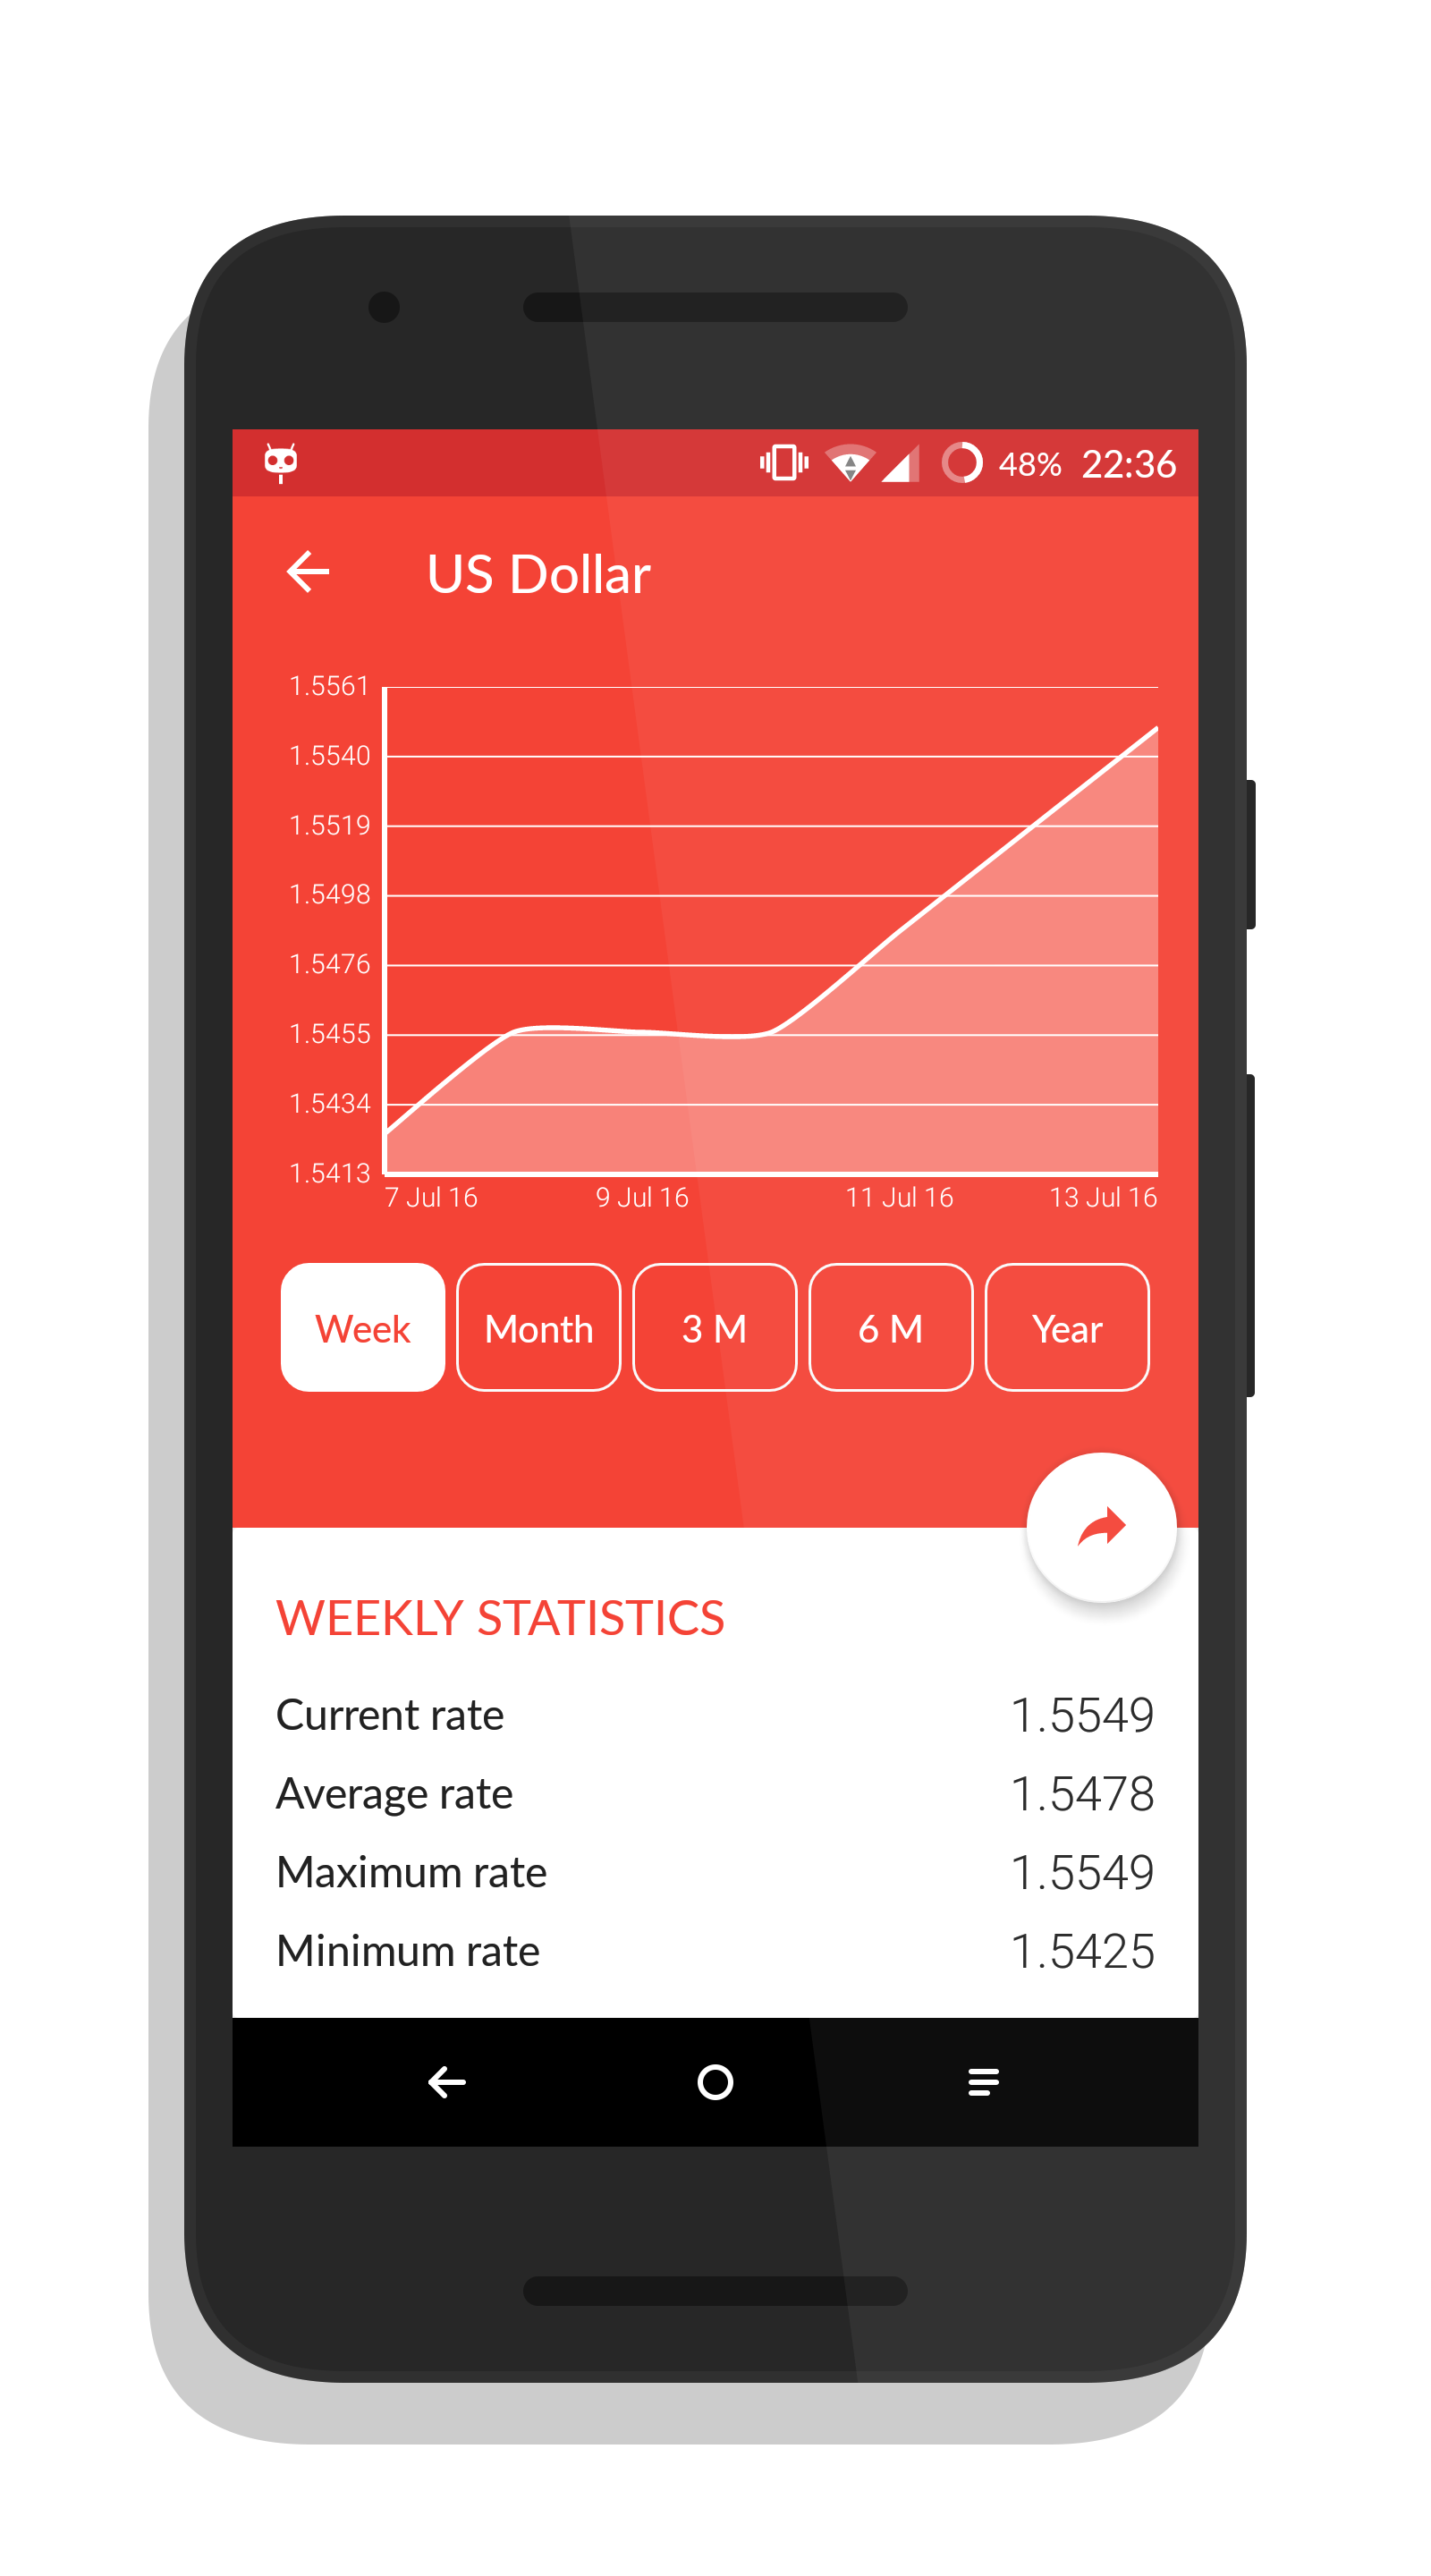 48% 22:36
US Dollar
1.5561
1.5540
1.5519
1.5498
1.5476
1.5455
1.5434
1.5413
7 Jul 16 9 Jul 16 11 Jul 16 13 Jul 16
Week Month 3 M 6 M Year
WEEKLY STATISTICS
Current rate 1.5549
Average rate 1.5478
Maximum rate 1.5549
Minimum rate 1.5425